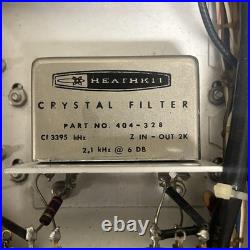 HEATHKIT
CRYSTAL FILTER
PART NO. 404-328
Cf 3395 kHz Z IN-OUT 2K
2,1 kHz @ 6 DB